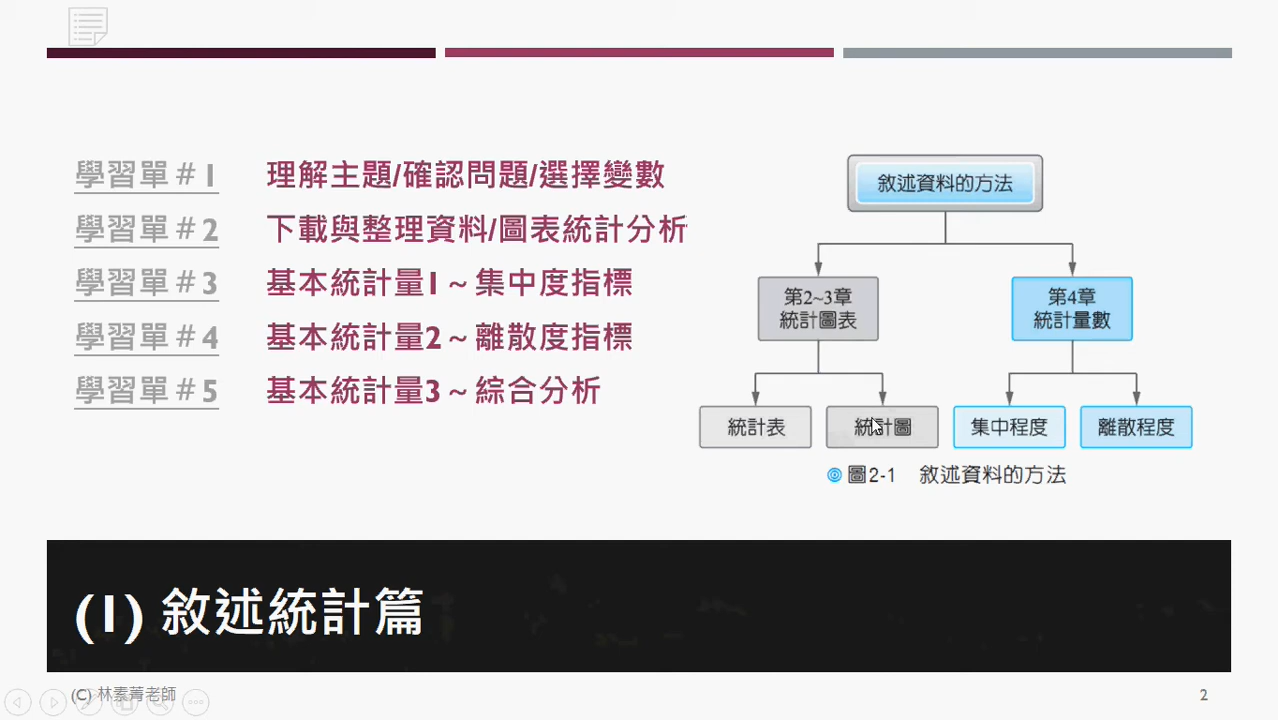 學習單＃1 理解主題/確認問題/選擇變數
學習單＃2 下載與整理資料/圖表統計分析
學習單＃3 基本統計量1～集中度指標
學習單＃4 基本統計量2～離散度指標
學習單＃5 基本統計量3～綜合分析
敘述資料的方法
第2~3章
統計圖表
第4章
統計量數
統計表
統計圖
集中程度
離散程度
圖2-1 敘述資料的方法
(1) 敘述統計篇
(C) 林素菁老師
2